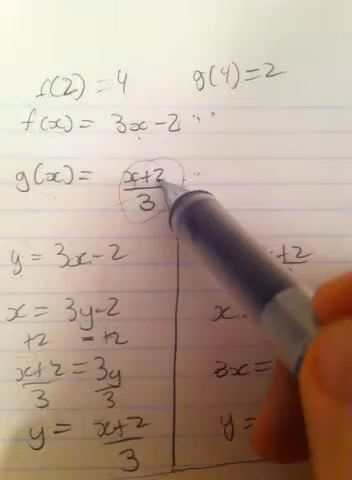 f(2) = 4 g(4) = 2
f(x) = 3x - 2
g(x) = x+2/3
y = 3x - 2
x = 3y - 2
+2 = +2
x+2/3 = 3y/3
y = x+2/3
+2
x
3x =
y =